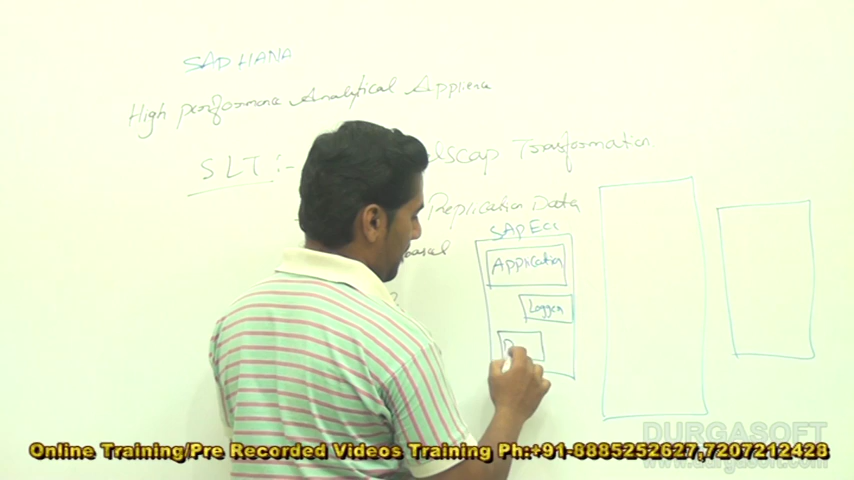 SAP HANA
High performance Analytical Applience
SLT :- dscap Transformation
Replication Data
SAP ECC
Application
Logger
D
DURGASOFT
www.durgasoft.com
Online Training/Pre Recorded Videos Training Ph:+91-8885252627,7207212428